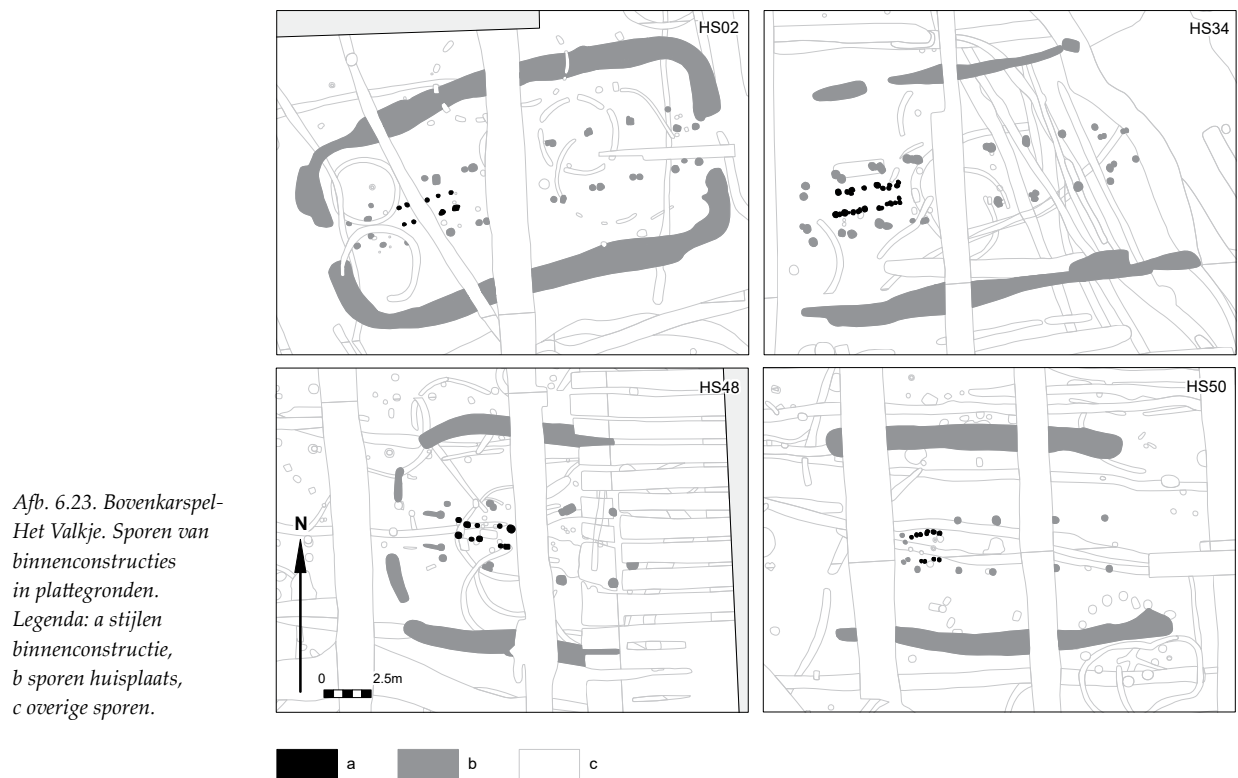 HS02
HS34
HS48
HS50
N
0 2.5m
Afb. 6.23. Bovenkarspel-
Het Valkje. Sporen van
binnenconstructies
in plattegronden.
Legenda: a stijlen
binnenconstructie,
b sporen huisplaats,
c overige sporen.
a b c